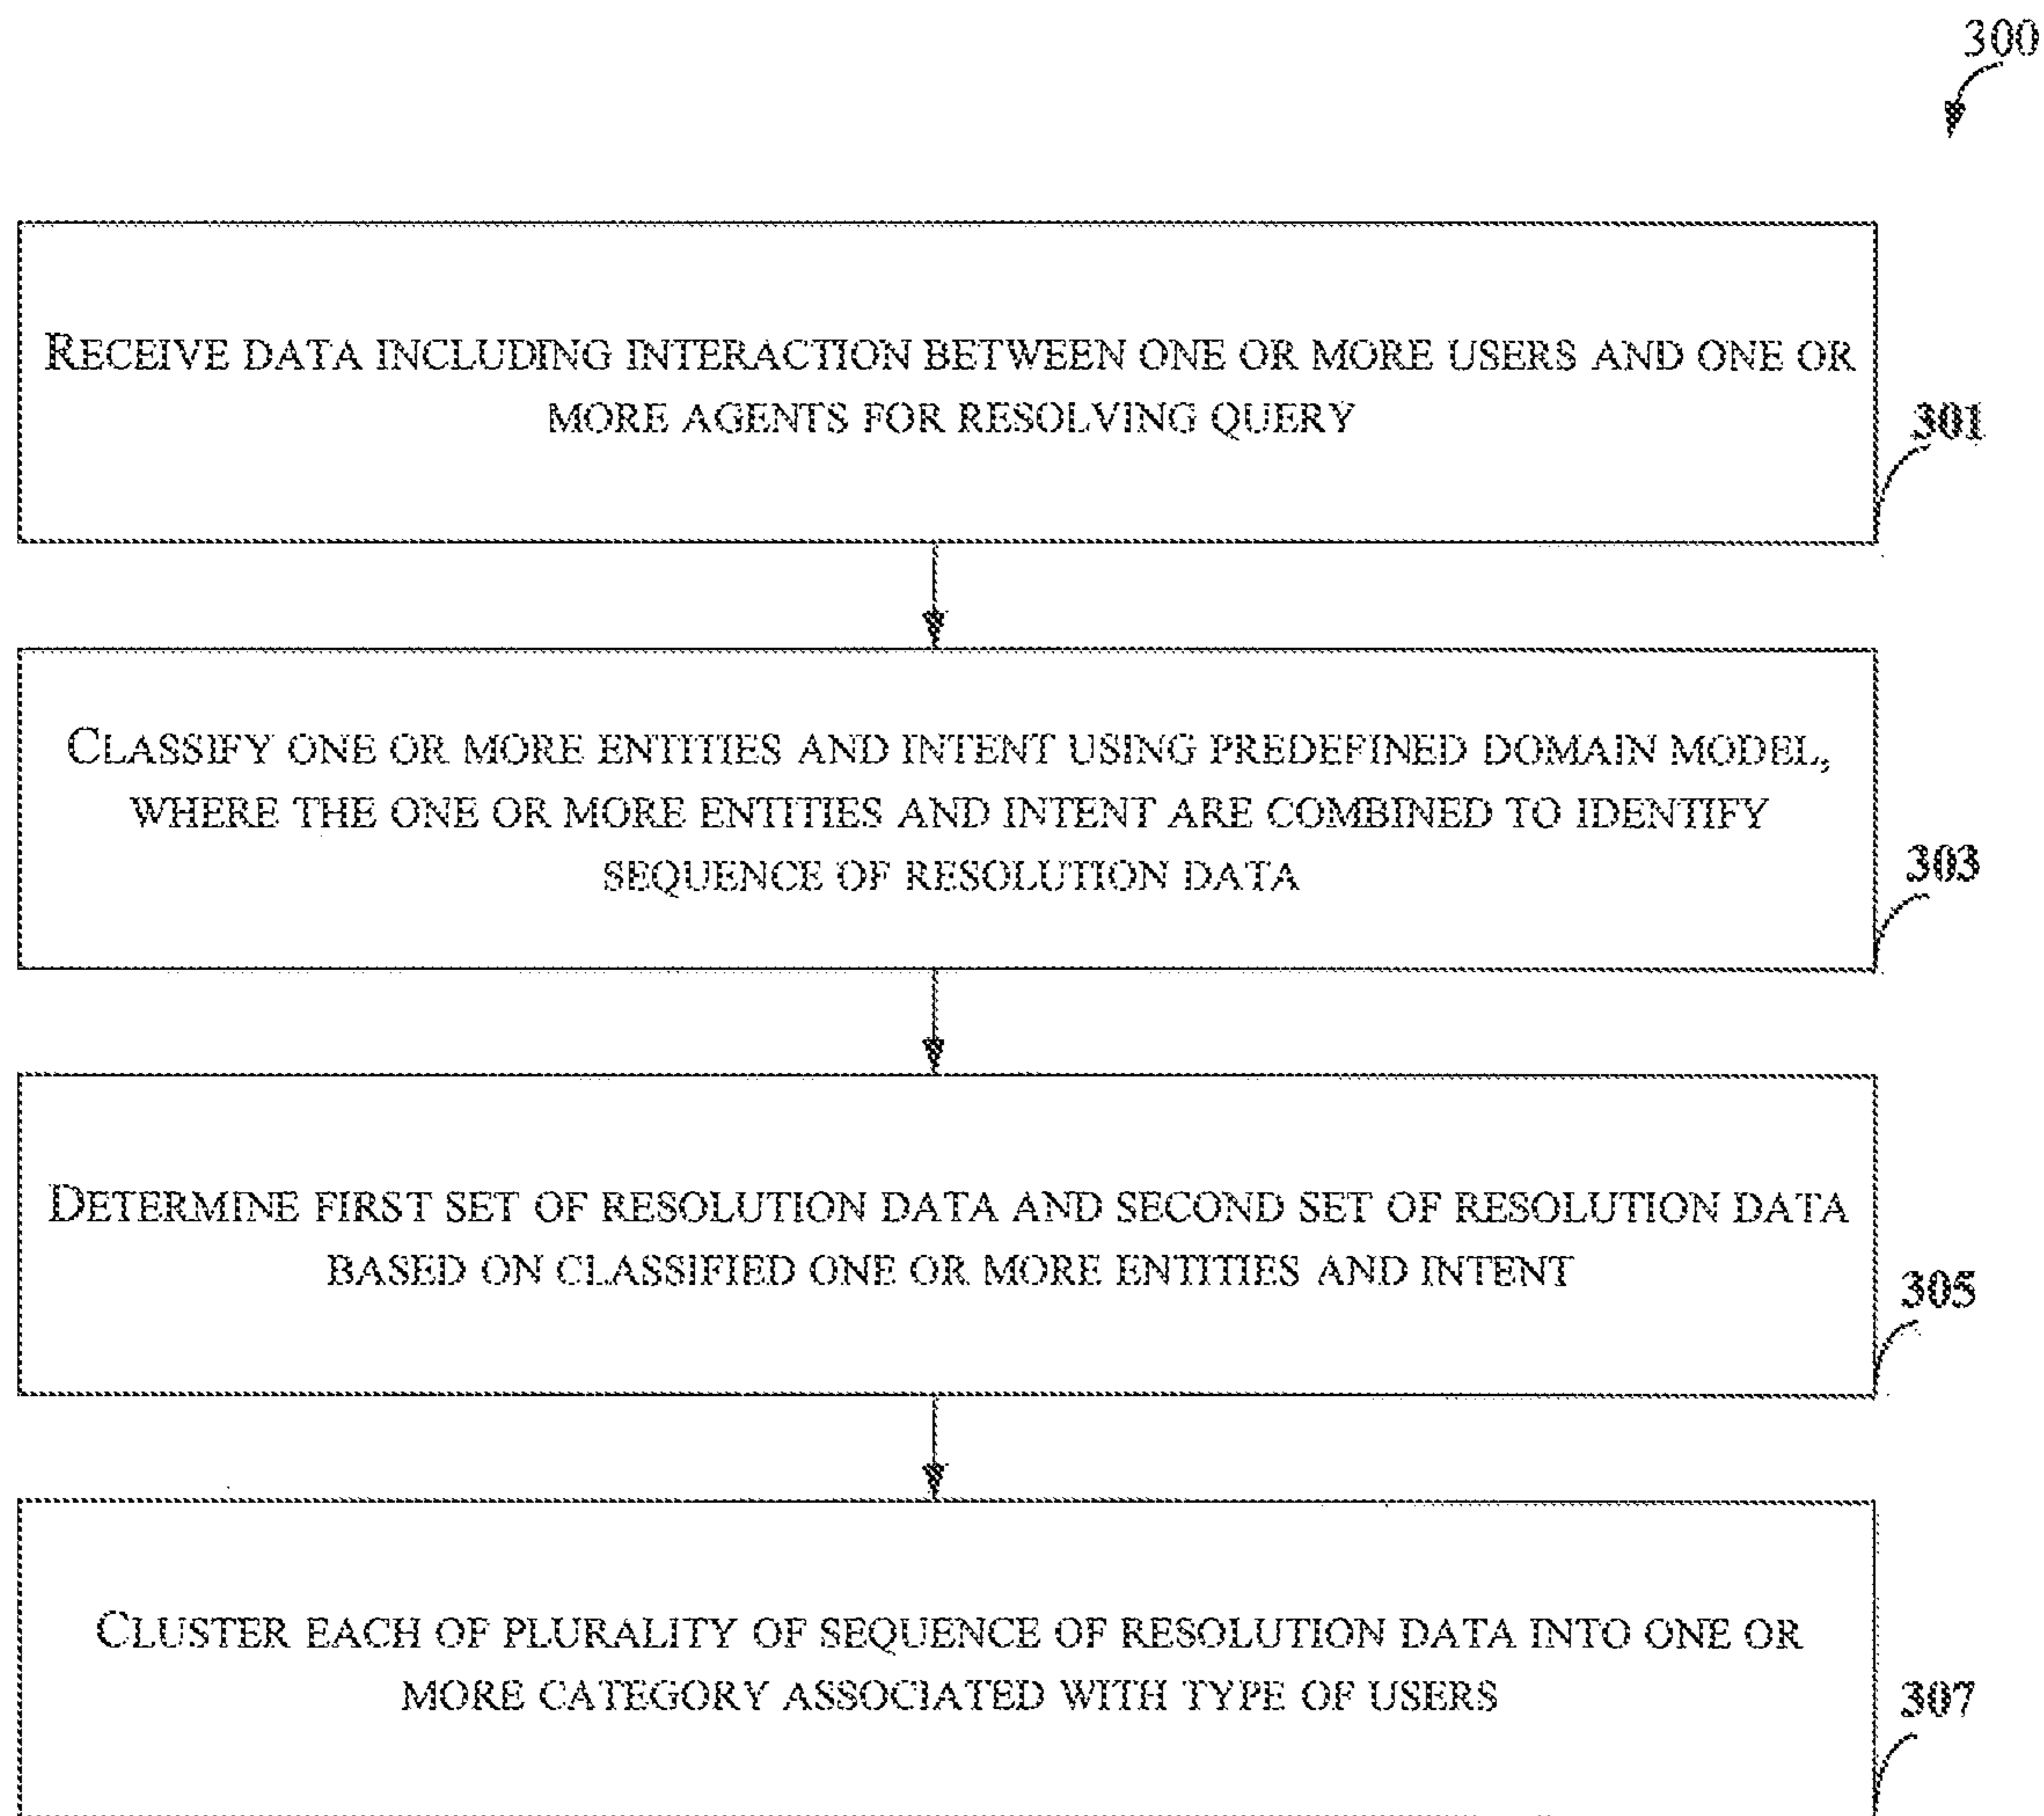 300
RECEIVE DATA INCLUDING INTERACTION BETWEEN ONE OR MORE USERS AND ONE OR
MORE AGENTS FOR RESOLVING QUERY
301
CLASSIFY ONE OR MORE ENTITIES AND INTENT USING PREDEFINED DOMAIN MODEL,
WHERE THE ONE OR MORE ENTITIES AND INTENT ARE COMBINED TO IDENTIFY
SEQUENCE OF RESOLUTION DATA
303
DETERMINE FIRST SET OF RESOLUTION DATA AND SECOND SET OF RESOLUTION DATA
BASED ON CLASSIFIED ONE OR MORE ENTITIES AND INTENT
305
CLUSTER EACH OF PLURALITY OF SEQUENCE OF RESOLUTION DATA INTO ONE OR
MORE CATEGORY ASSOCIATED WITH TYPE OF USERS
307